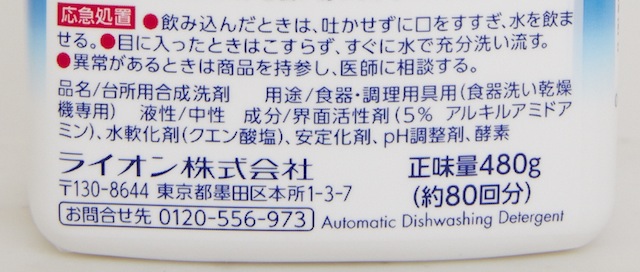 応急処置 ●飲み込んだときは、吐かせずに口をすすぎ、水を飲ま
せる。●目に入ったときはこすらず、すぐに水で充分洗い流す。
●異常があるときは商品を持参し、医師に相談する。
品名/台所用合成洗剤 用途/食器・調理用具用(食器洗い乾燥
機専用) 液性/中性 成分/界面活性剤(5% アルキルアミドア
ミン)、水軟化剤(クエン酸塩)、安定化剤、pH調整剤、酵素
ライオン株式会社 正味量480g
〒130-8644 東京都墨田区本所1-3-7 (約80回分)
お問合せ先 0120-556-973 Automatic Dishwashing Detergent